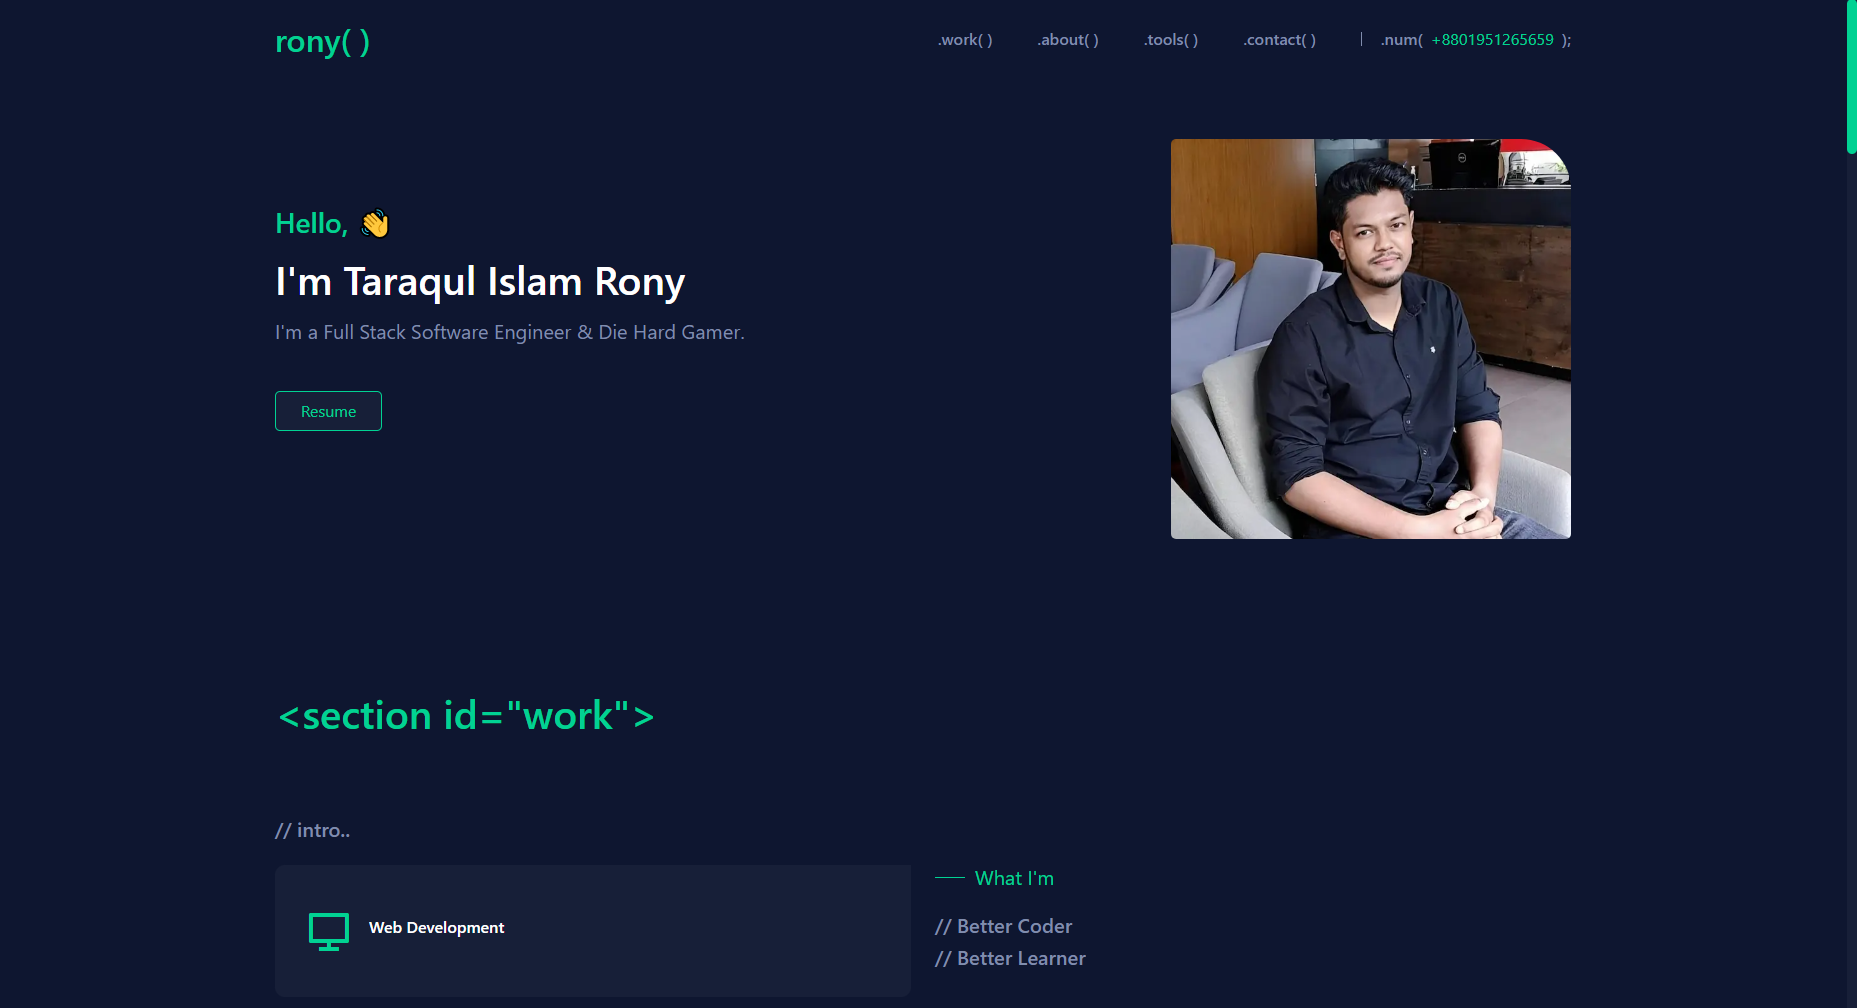 rony( )
.work( )
.about( )
.tools( )
.contact( )
| .num( +8801951265659 );
Hello, 👋
I'm Taraqul Islam Rony
I'm a Full Stack Software Engineer & Die Hard Gamer.
Resume
<section id="work">
// intro..
Web Development
What I'm
// Better Coder
// Better Learner